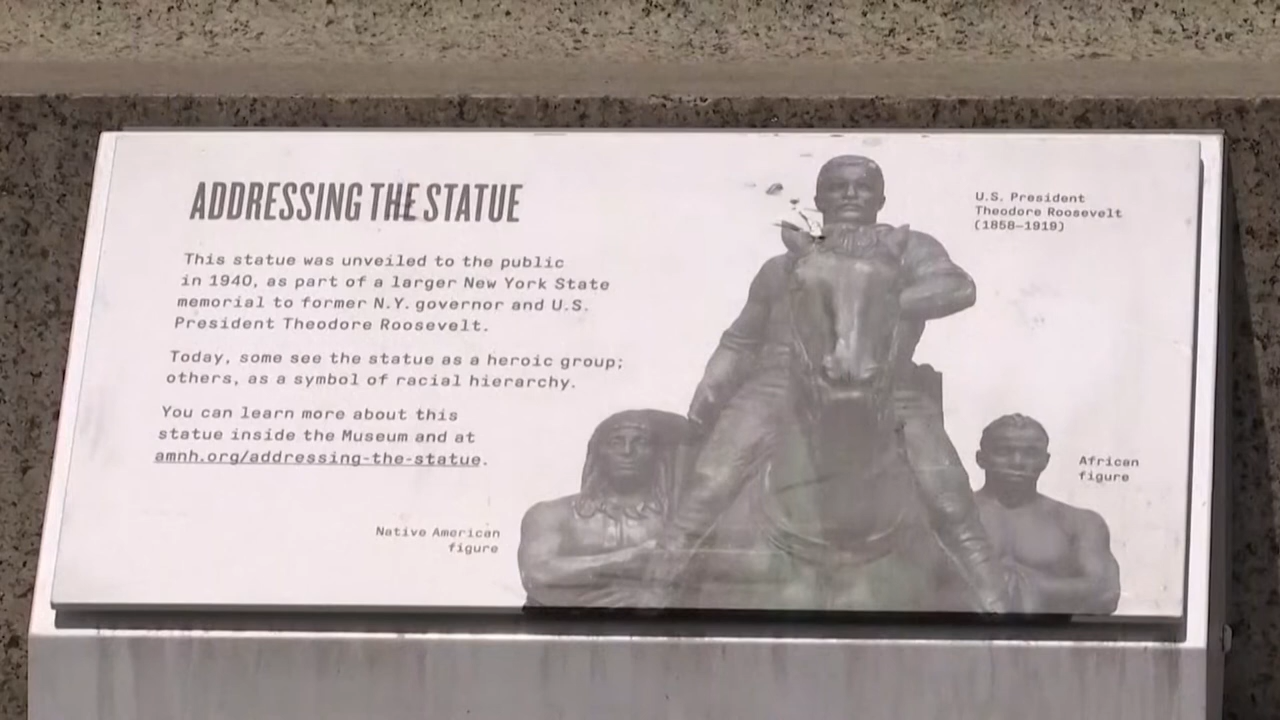 ADDRESSING THE STATUE
This statue was unveiled to the public
in 1940, as part of a larger New York State
memorial to former N.Y. governor and U.S.
President Theodore Roosevelt.
Today, some see the statue as a heroic group;
others, as a symbol of racial hierarchy.
You can learn more about this
statue inside the Museum and at
amnh.org/addressing-the-statue.
U.S. President
Theodore Roosevelt
(1858–1919)
African
figure
Native American
figure